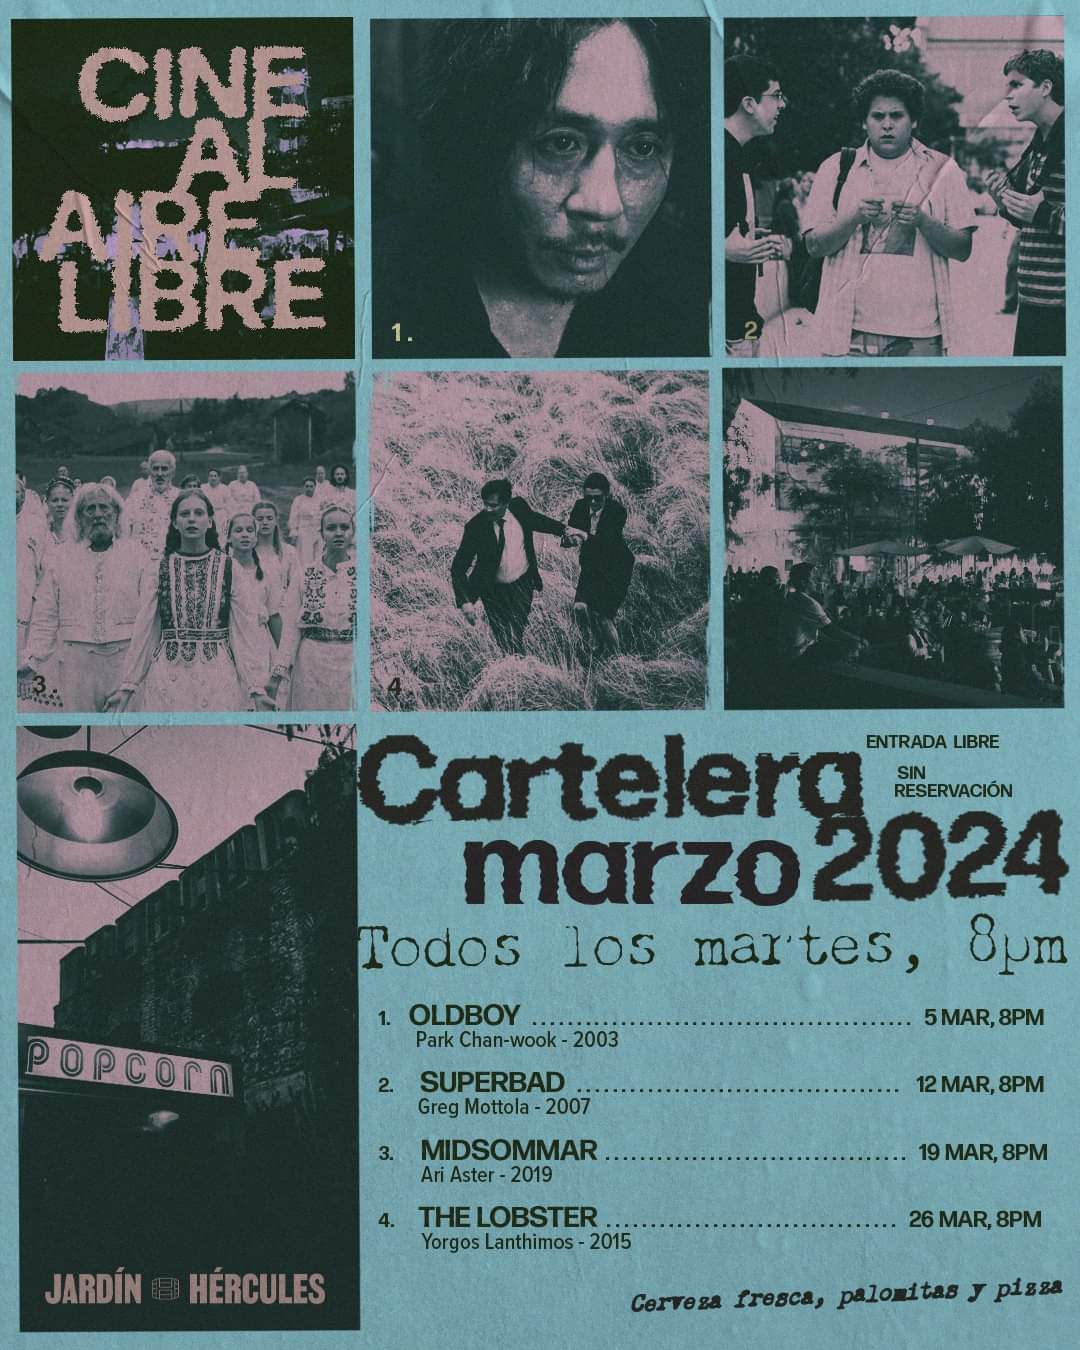 CINE
AL
AIRE
LIBRE
1.
2
3.
4.
POPCORN
JARDÍN HÉRCULES
Cartelera
marzo 2024
ENTRADA LIBRE
SIN
RESERVACIÓN
Todos los martes, 8pm
1. OLDBOY ........................................... 5 MAR, 8PM
Park Chan-wook - 2003
2. SUPERBAD ..................................... 12 MAR, 8PM
Greg Mottola - 2007
3. MIDSOMMAR .................................. 19 MAR, 8PM
Ari Aster - 2019
4. THE LOBSTER ................................. 26 MAR, 8PM
Yorgos Lanthimos - 2015
Cerveza fresca, palomitas y pizza